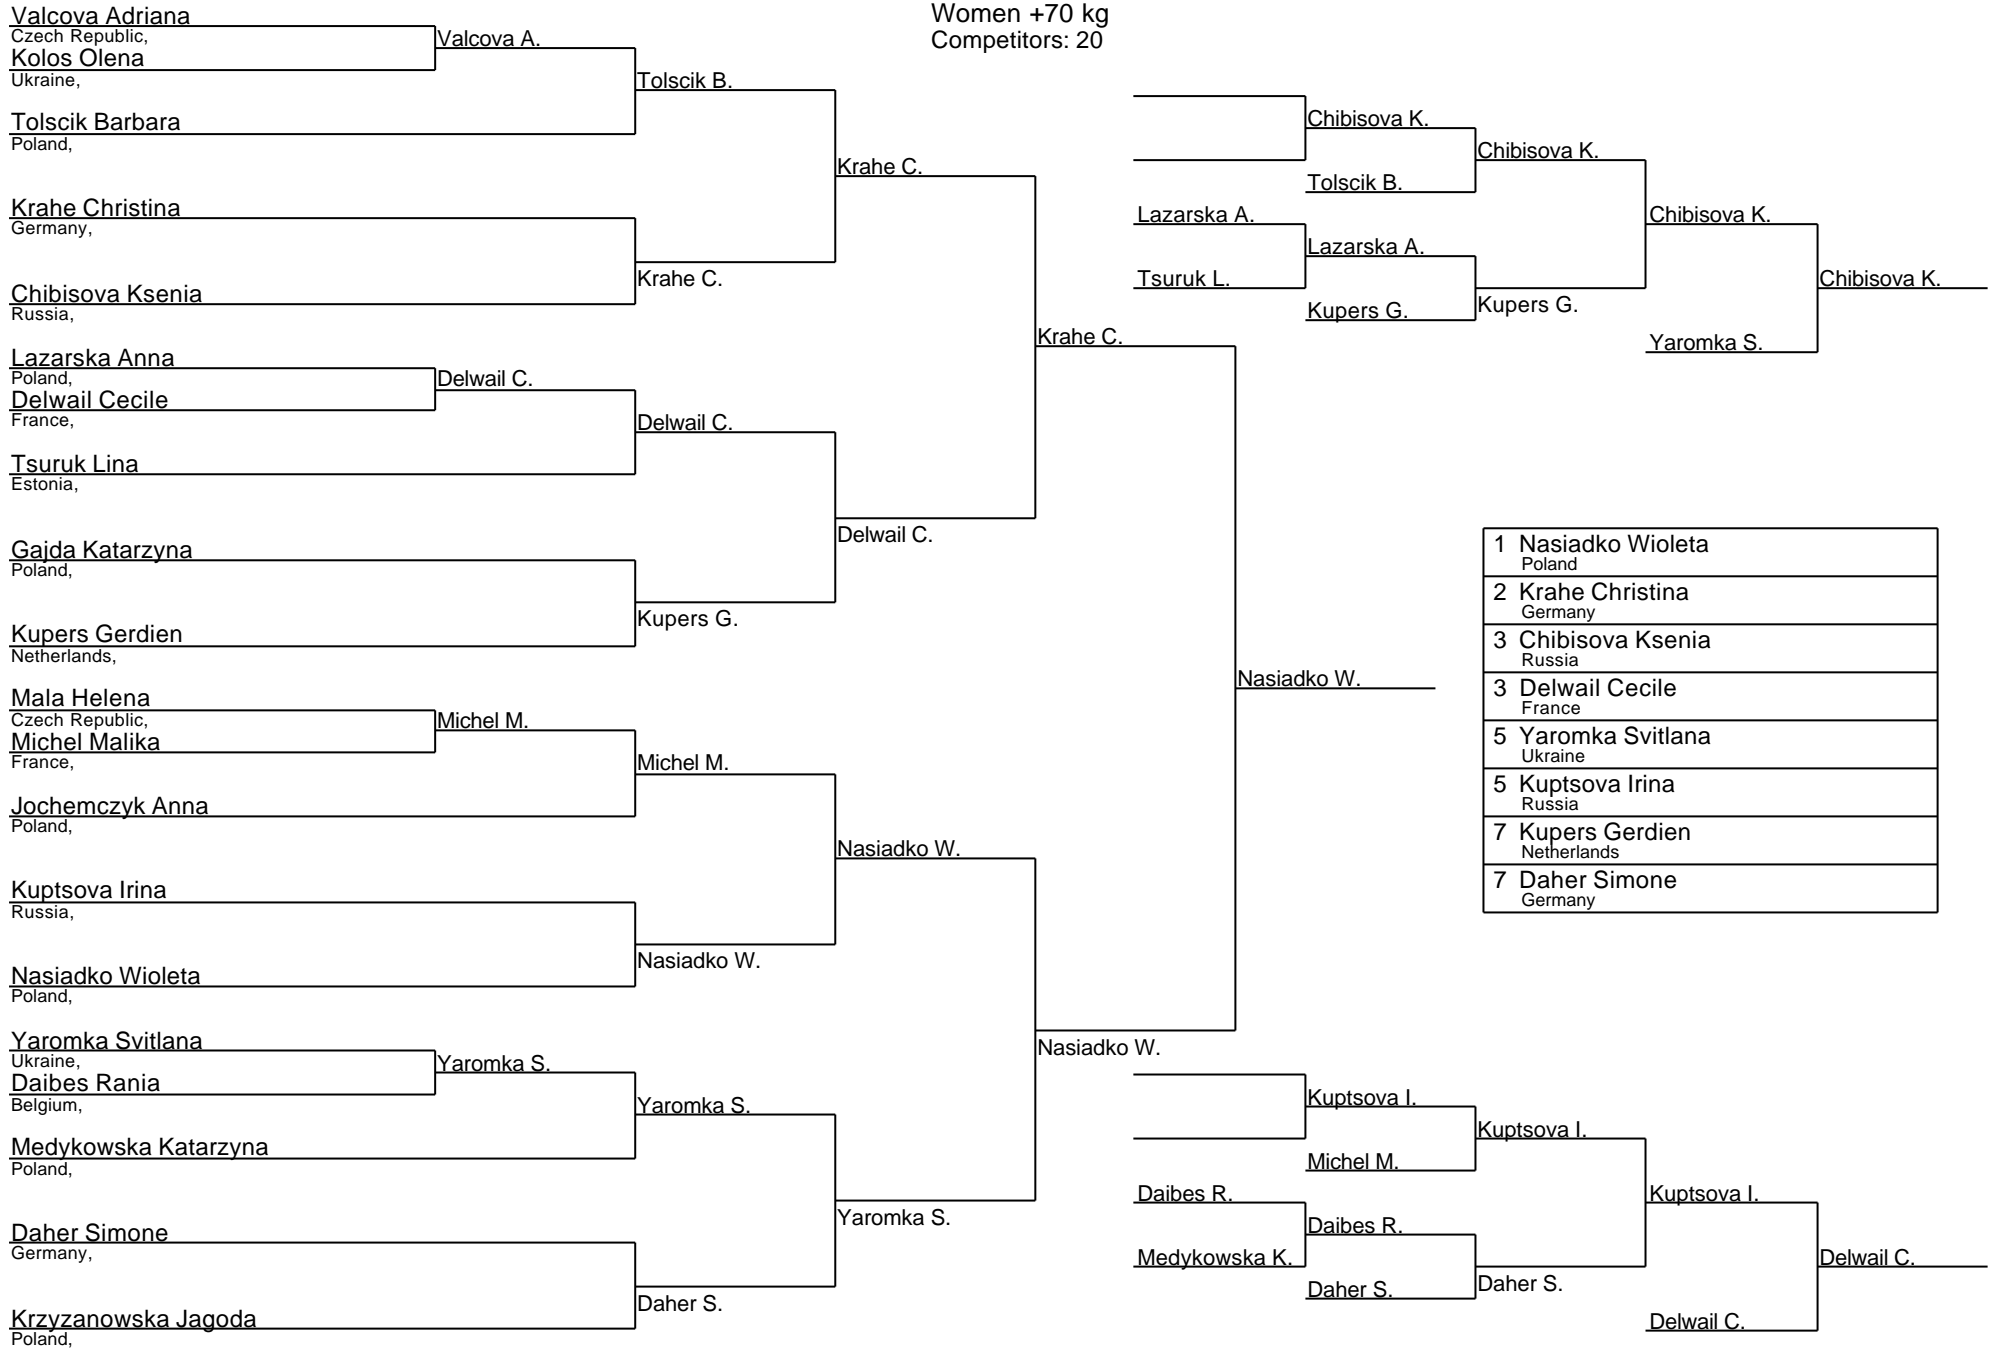 Women +70 kg
Competitors: 20
Valcova Adriana
Czech Republic,
Kolos Olena
Ukraine,
Tolscik Barbara
Poland,
Krahe Christina
Germany,
Chibisova Ksenia
Russia,
Lazarska Anna
Poland,
Delwail Cecile
France,
Tsuruk Lina
Estonia,
Gajda Katarzyna
Poland,
Kupers Gerdien
Netherlands,
Mala Helena
Czech Republic,
Michel Malika
France,
Jochemczyk Anna
Poland,
Kuptsova Irina
Russia,
Nasiadko Wioleta
Poland,
Yaromka Svitlana
Ukraine,
Daibes Rania
Belgium,
Medykowska Katarzyna
Poland,
Daher Simone
Germany,
Krzyzanowska Jagoda
Poland,
Valcova A.
Delwail C.
Michel M.
Yaromka S.
Tolscik B.
Krahe C.
Delwail C.
Kupers G.
Michel M.
Nasiadko W.
Yaromka S.
Daher S.
Krahe C.
Delwail C.
Nasiadko W.
Yaromka S.
Krahe C.
Nasiadko W.
Nasiadko W.
Lazarska A.
Tsuruk L.
Chibisova K.
Tolscik B.
Lazarska A.
Kupers G.
Chibisova K.
Kupers G.
Chibisova K.
Yaromka S.
Chibisova K.
1 Nasiadko Wioleta
Poland
2 Krahe Christina
Germany
3 Chibisova Ksenia
Russia
3 Delwail Cecile
France
5 Yaromka Svitlana
Ukraine
5 Kuptsova Irina
Russia
7 Kupers Gerdien
Netherlands
7 Daher Simone
Germany
Daibes R.
Medykowska K.
Kuptsova I.
Michel M.
Daibes R.
Daher S.
Kuptsova I.
Daher S.
Kuptsova I.
Delwail C.
Delwail C.